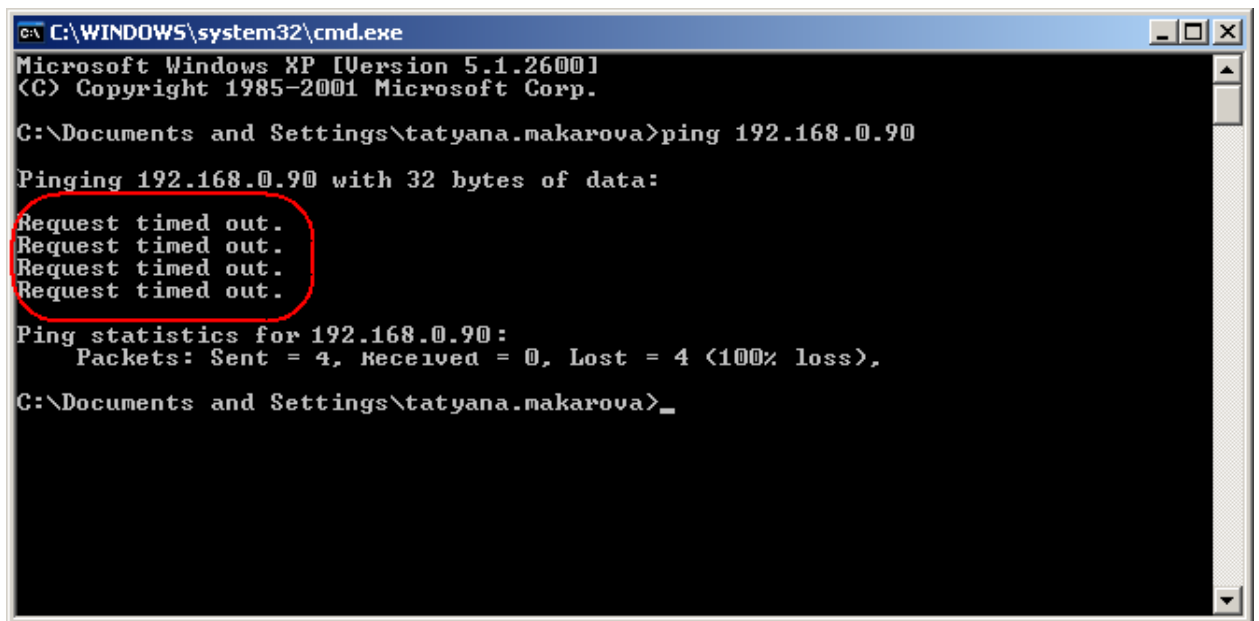 C:\WINDOWS\system32\cmd.exe
Microsoft Windows XP [Version 5.1.2600]
(C) Copyright 1985-2001 Microsoft Corp.
C:\Documents and Settings\tatyana.makarova>ping 192.168.0.90
Pinging 192.168.0.90 with 32 bytes of data:
Request timed out.
Request timed out.
Request timed out.
Request timed out.
Ping statistics for 192.168.0.90:
Packets: Sent = 4, Received = 0, Lost = 4 (100% loss),
C:\Documents and Settings\tatyana.makarova>_